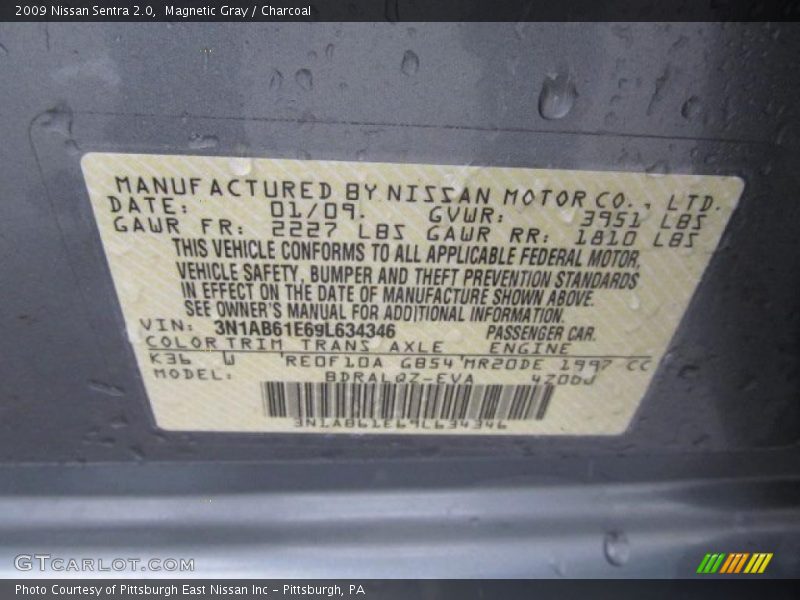 2009 Nissan Sentra 2.0, Magnetic Gray / Charcoal
MANUFACTURED BY NISSAN MOTOR CO., LTD.
DATE: 01/09. GVWR: 3951 LBS
GAWR FR: 2227 LBS GAWR RR: 1810 LBS
THIS VEHICLE CONFORMS TO ALL APPLICABLE FEDERAL MOTOR
VEHICLE SAFETY, BUMPER AND THEFT PREVENTION STANDARDS
IN EFFECT ON THE DATE OF MANUFACTURE SHOWN ABOVE.
SEE OWNER'S MANUAL FOR ADDITIONAL INFORMATION.
VIN: 3N1AB61E69L634346 PASSENGER CAR.
COLOR TRIM TRANS AXLE ENGINE
K36 W RE0F10A GB54 MR20DE 1997 CC
MODEL: BDRALQZ-EVA 4Z00J
3N1AB61E69L634346
GTCARLOT.COM
Photo Courtesy of Pittsburgh East Nissan Inc - Pittsburgh, PA